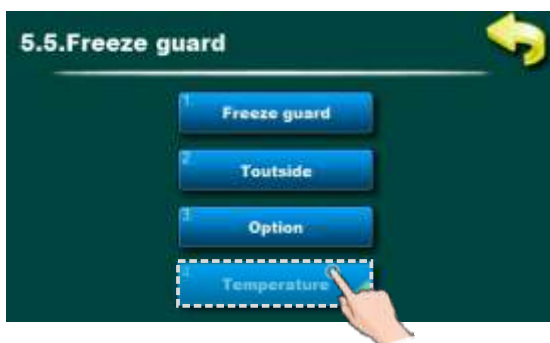 5.5.Freeze guard
1.
Freeze guard
2
Toutside
3
Option
4
Temperature